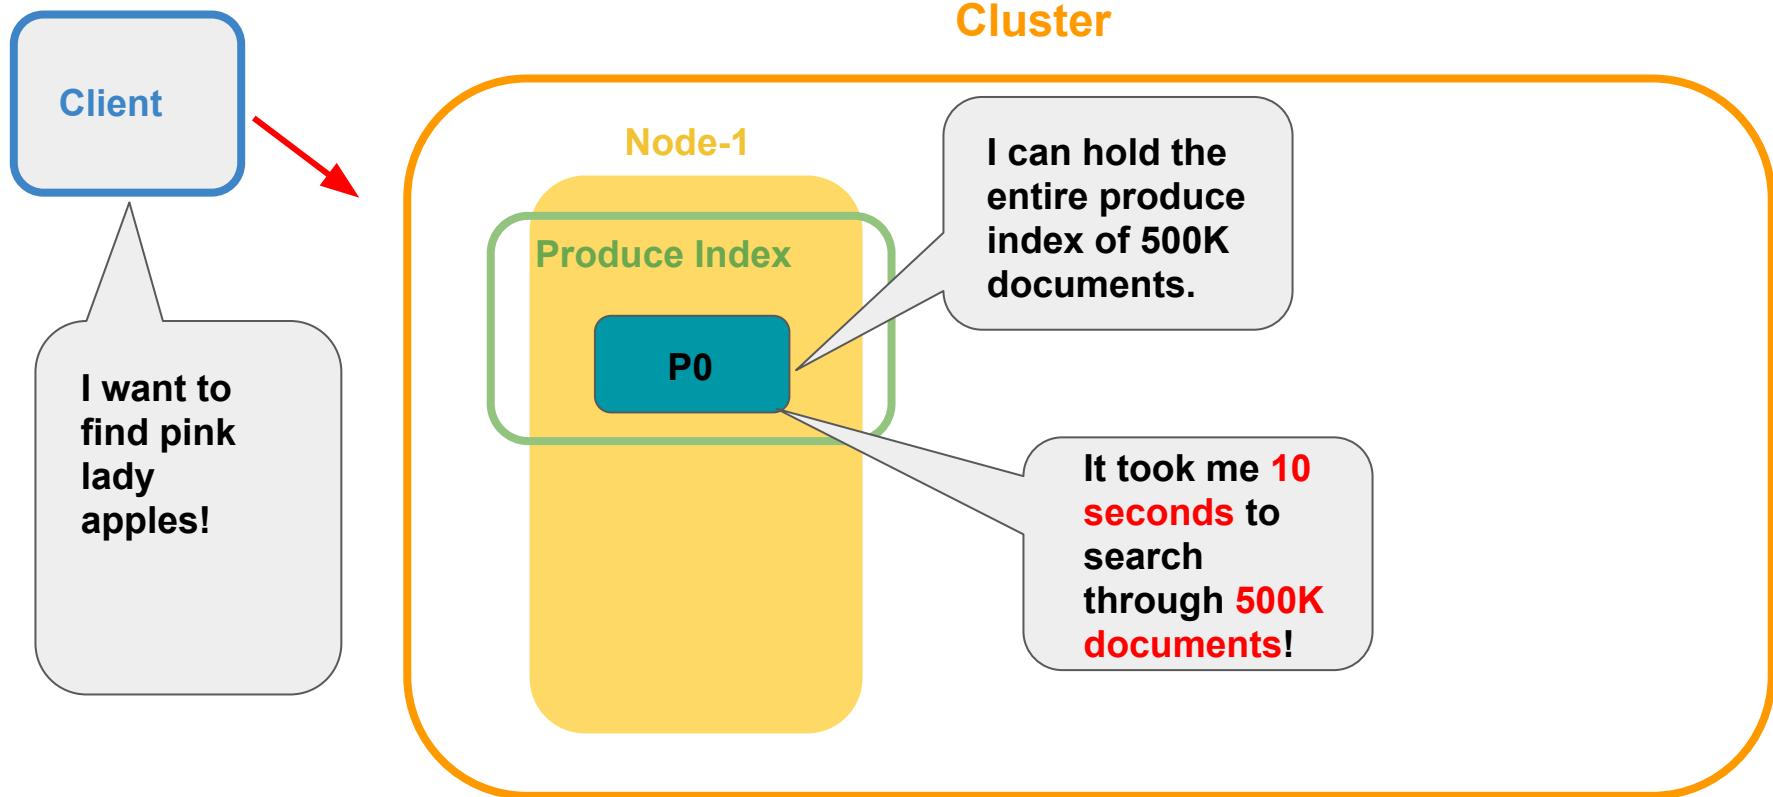 Cluster
Client
Node-1
I can hold the
entire produce
index of 500K
documents.
Produce Index
P0
I want to
find pink
lady
apples!
It took me 10
seconds to
search
through 500K
documents!